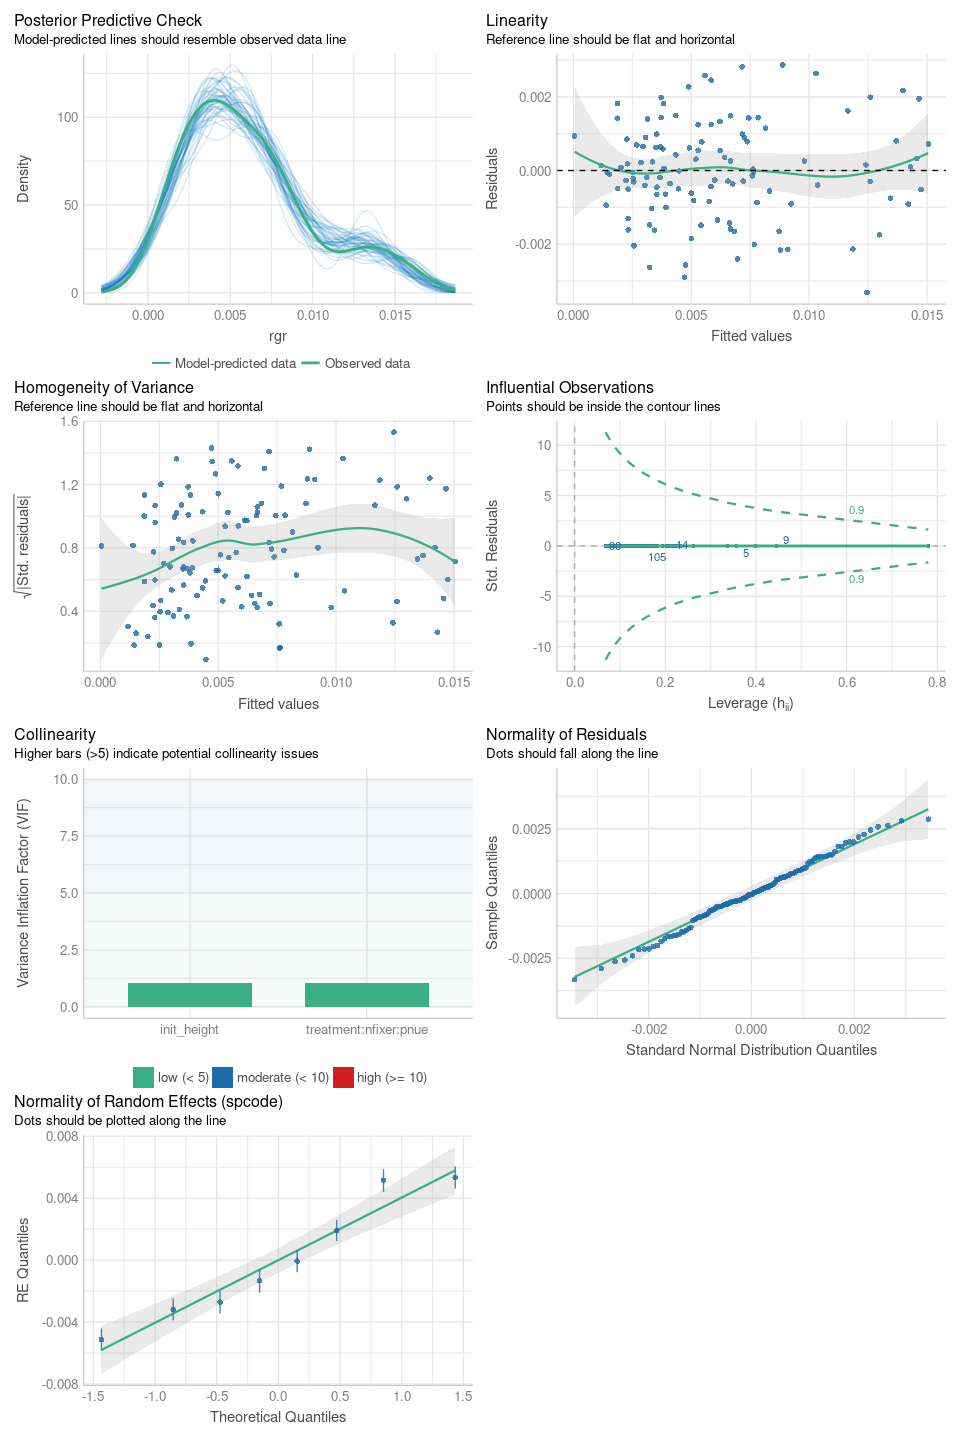 Posterior Predictive Check
Model-predicted lines should resemble observed data line
Density
100
50
0
0.000 0.005 0.010 0.015
rgr
Model-predicted data Observed data
Linearity
Reference line should be flat and horizontal
Residuals
0.002
0.000
-0.002
0.000 0.005 0.010 0.015
Fitted values
Homogeneity of Variance
Reference line should be flat and horizontal
√|Std. residuals|
1.6
1.2
0.8
0.4
0.000 0.005 0.010 0.015
Fitted values
Influential Observations
Points should be inside the contour lines
Std. Residuals
10
5
0
-5
-10
0.9
9
14
105
5
0.9
0.0 0.2 0.4 0.6 0.8
Leverage (hii)
Collinearity
Higher bars (>5) indicate potential collinearity issues
Variance Inflation Factor (VIF)
10.0
7.5
5.0
2.5
0.0
init_height treatment:nfixer:pnue
low (< 5) moderate (< 10) high (>= 10)
Normality of Residuals
Dots should fall along the line
Sample Quantiles
0.0025
0.0000
-0.0025
-0.002 0.000 0.002
Standard Normal Distribution Quantiles
Normality of Random Effects (spcode)
Dots should be plotted along the line
RE Quantiles
0.008
0.004
0.000
-0.004
-0.008
-1.5 -1.0 -0.5 0.0 0.5 1.0 1.5
Theoretical Quantiles